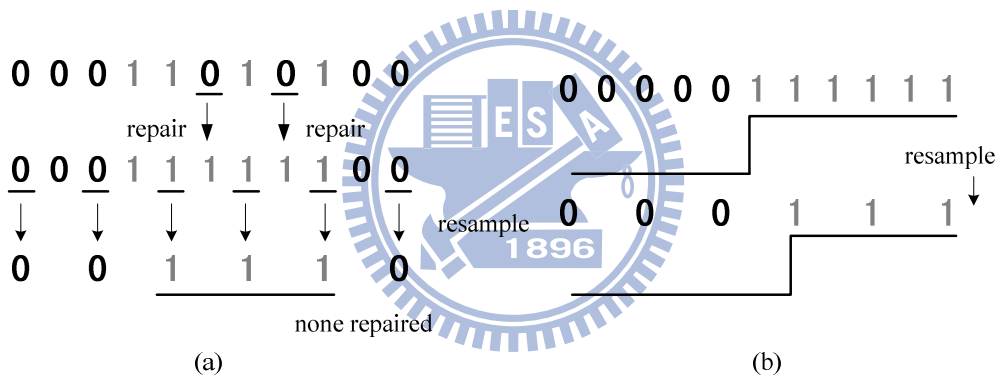 0 0 0 1 1 0 1 0 1 0 0
repair repair
0 0 0 1 1 1 1 1 1 0 0
resample
0 0 1 1 1 0
none repaired
(a)
0 0 0 0 0 1 1 1 1 1 1
resample
0 0 0 1 1 1
(b)
E S A
1896